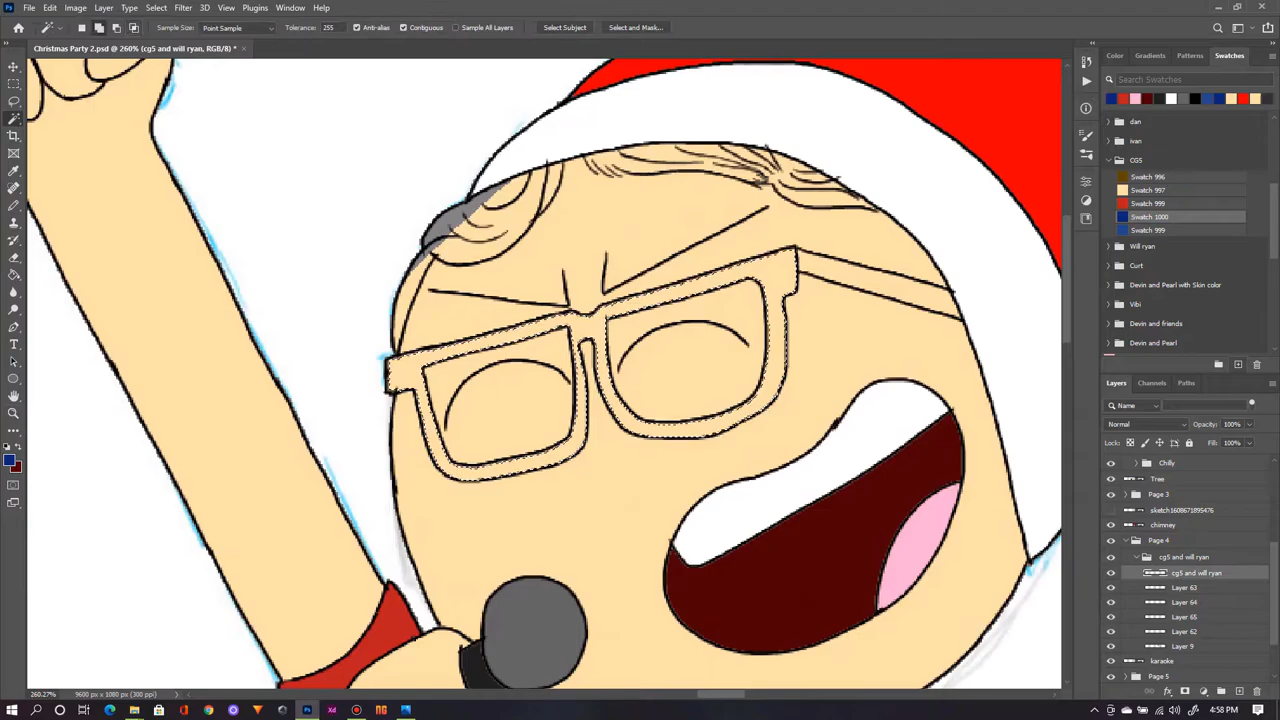 File Edit Image Layer Type Select Filter 3D View Plugins Window Help
Sample Size: Point Sample Tolerance: 255 Anti-alias Contiguous Sample All Layers Select Subject Select and Mask...
Christmas Party 2.psd @ 260% (cg5 and will ryan, RGB/8) *
Color Gradients Patterns Swatches
Search Swatches
dan
ivan
CG5
Swatch 996
Swatch 997
Swatch 999
Swatch 1000
Swatch 999
Will ryan
Curt
Devin and Pearl with Skin color
Vibi
Devin and friends
Devin and Pearl
Layers Channels Paths
Name
Normal Opacity: 100%
Lock: Fill: 100%
Chilly
Tree
Page 3
sketch1608671895476
chimney
Page 4
cg5 and will ryan
cg5 and will ryan
Layer 63
Layer 64
Layer 65
Layer 62
Layer 9
karaoke
Page 5
260.27% 9600 px x 1080 px (300 ppi)
4:58 PM